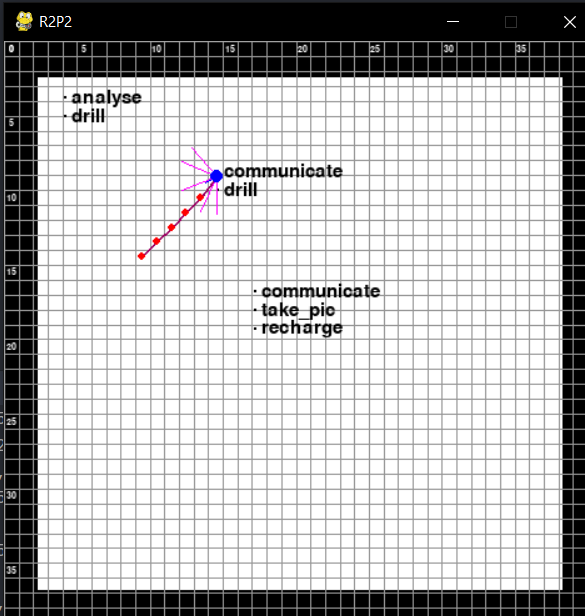 R2P2
0 5 10 15 20 25 30 35
· analyse
5
· drill
communicate
· drill
10
15
· communicate
· take_pic
· recharge
20
25
30
35